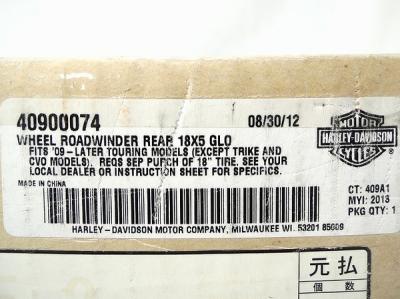 40900074
08/30/12
WHEEL ROADWINDER REAR 18X5 GLO
FITS '09-LATER TOURING MODELS (EXCEPT TRIKE AND
CVO MODELS). REQS SEP PURCH OF 18" TIRE. SEE YOUR
LOCAL DEALER OR INSTRUCTION SHEET FOR SPECIFICS.
MADE IN CHINA
HARLEY-DAVIDSON MOTOR COMPANY, MILWAUKEE WI. 53201 85609
MOTOR
HARLEY-DAVIDSON
CYCLES
CT: 409A1
MYI: 2013
PKG QTY: 1
元払
個数